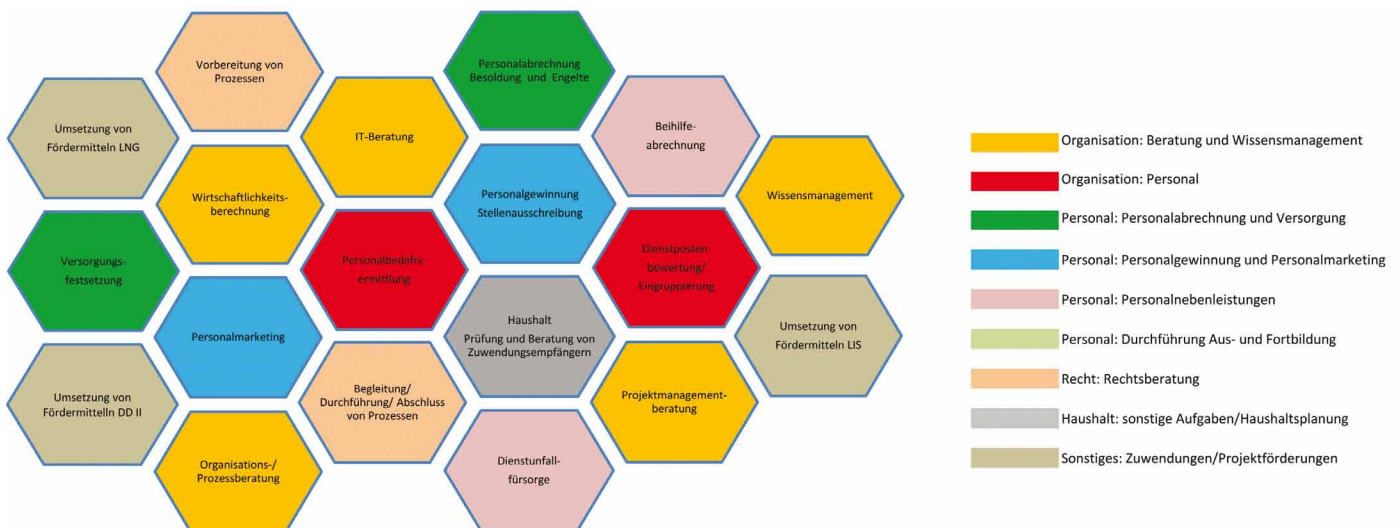 Vorbereitung von
Prozessen
Umsetzung von
Fördermitteln LNG
Versorgungs-
festsetzung
Umsetzung von
Fördermittelln DD II
Wirtschaftlichkeits-
berechnung
Personalmarketing
Organisations-/
Prozessberatung
IT-Beratung
Personalbedafrs-
ermittlung
Begleitung/
Durchführung/ Abschluss
von Prozessen
Personalabrechnung
Besoldung und Engelte
Personalgewinnung
Stellenausschreibung
Haushalt
Prüfung und Beratung von
Zuwendungsempfängern
Dienstunfall-
fürsorge
Beihilfe-
abrechnung
Dienstposten-
bewertung/
Eingruppierung
Projektmanagement-
beratung
Wissensmanagement
Umsetzung von
Fördermitteln LIS
Organisation: Beratung und Wissensmanagement
Organisation: Personal
Personal: Personalabrechnung und Versorgung
Personal: Personalgewinnung und Personalmarketing
Personal: Personalnebenleistungen
Personal: Durchführung Aus- und Fortbildung
Recht: Rechtsberatung
Haushalt: sonstige Aufgaben/Haushaltsplanung
Sonstiges: Zuwendungen/Projektförderungen